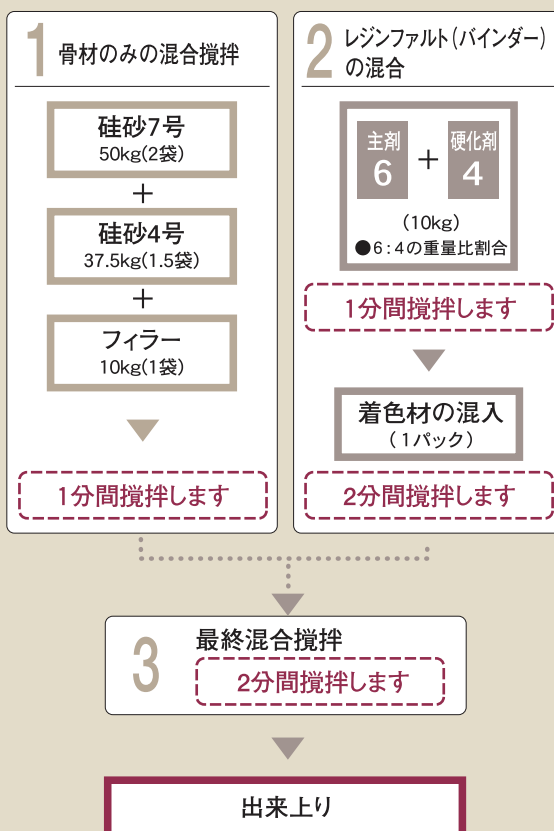 1 骨材のみの混合撹拌
硅砂7号
50kg(2袋)
+
硅砂4号
37.5kg(1.5袋)
+
フィラー
10kg(1袋)
1分間撹拌します
2 レジンファルト(バインダー)
の混合
主剤 硬化剤
6 + 4
(10kg)
●6:4の重量比割合
1分間撹拌します
着色材の混入
(1パック)
2分間撹拌します
3 最終混合撹拌
2分間撹拌します
出来上り